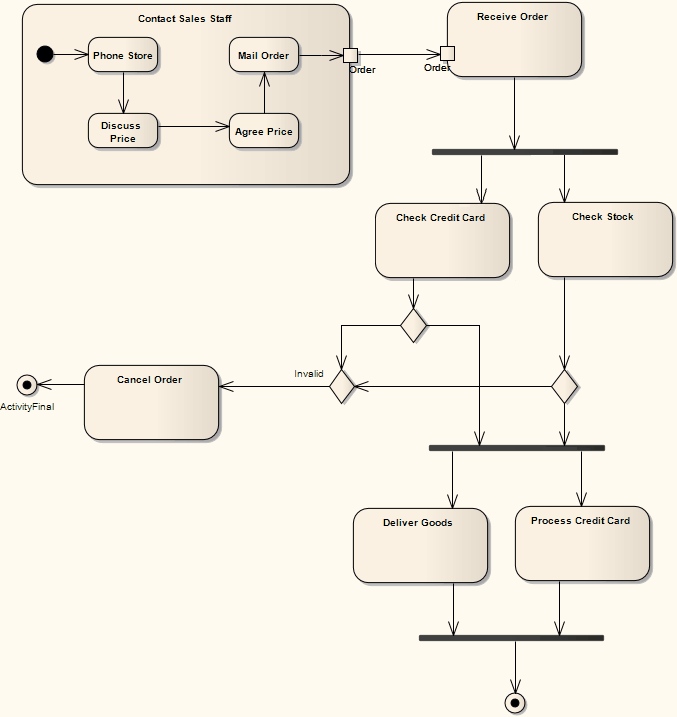 Contact Sales Staff
Receive Order
Phone Store
Mail Order
Order
Order
Discuss
Price
Agree Price
Check Credit Card
Check Stock
Invalid
Cancel Order
ActivityFinal
Deliver Goods
Process Credit Card